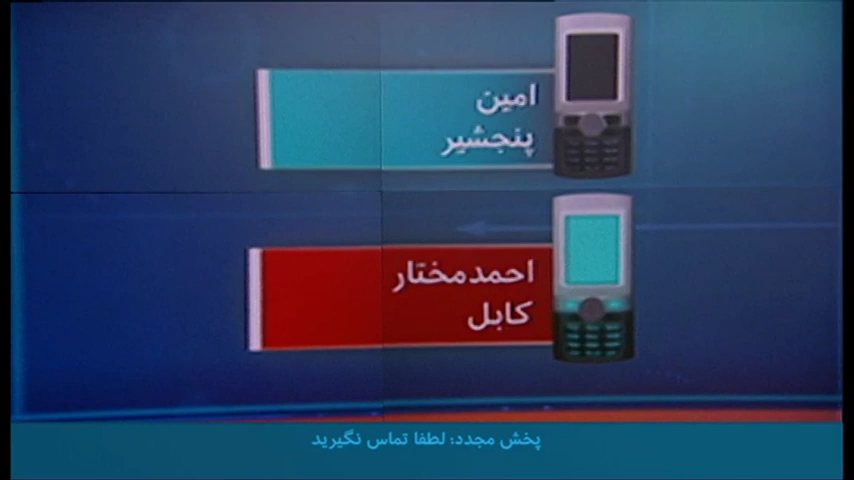 امین
پنجشیر
احمدمختار
کابل
پخش مجدد؛ لطفا تماس نگیرید